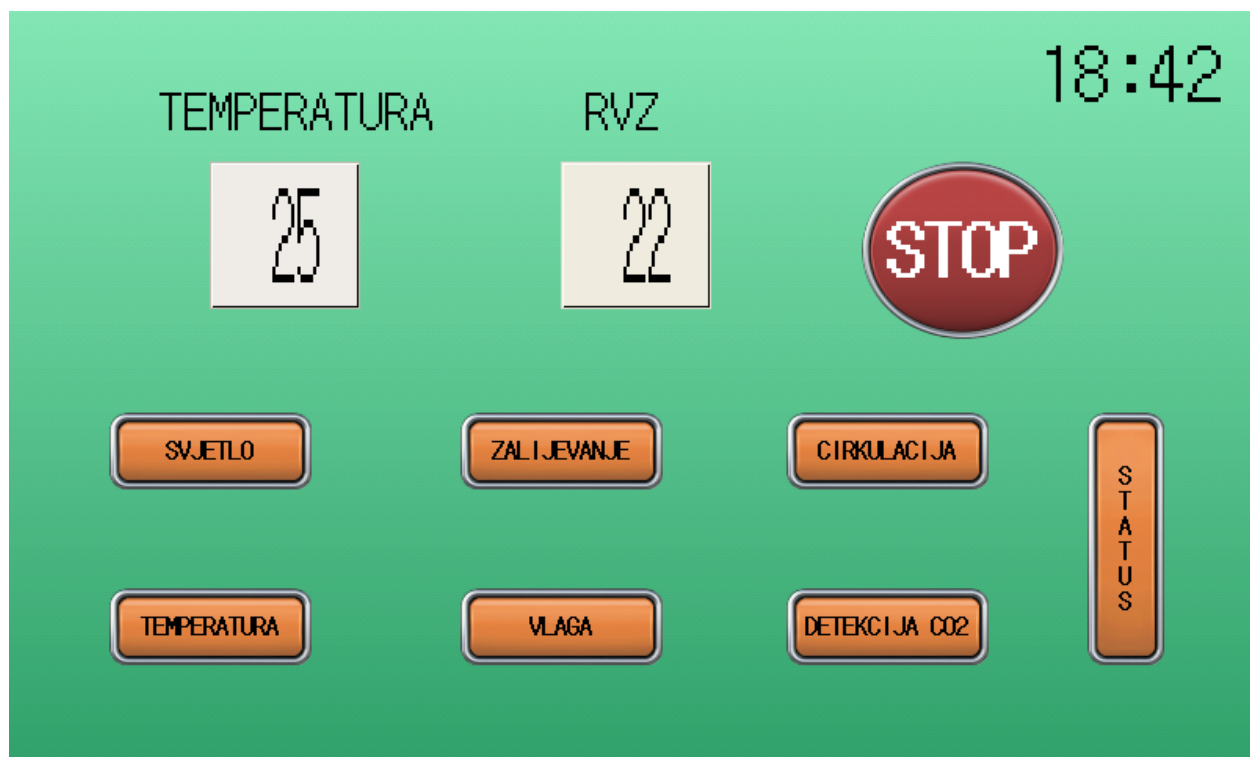 18:42
TEMPERATURA
RVZ
25
22
STOP
SVJETLO
ZALIJEVANJE
CIRKULACIJA
STATUS
TEMPERATURA
VLAGA
DETEKCIJA CO2